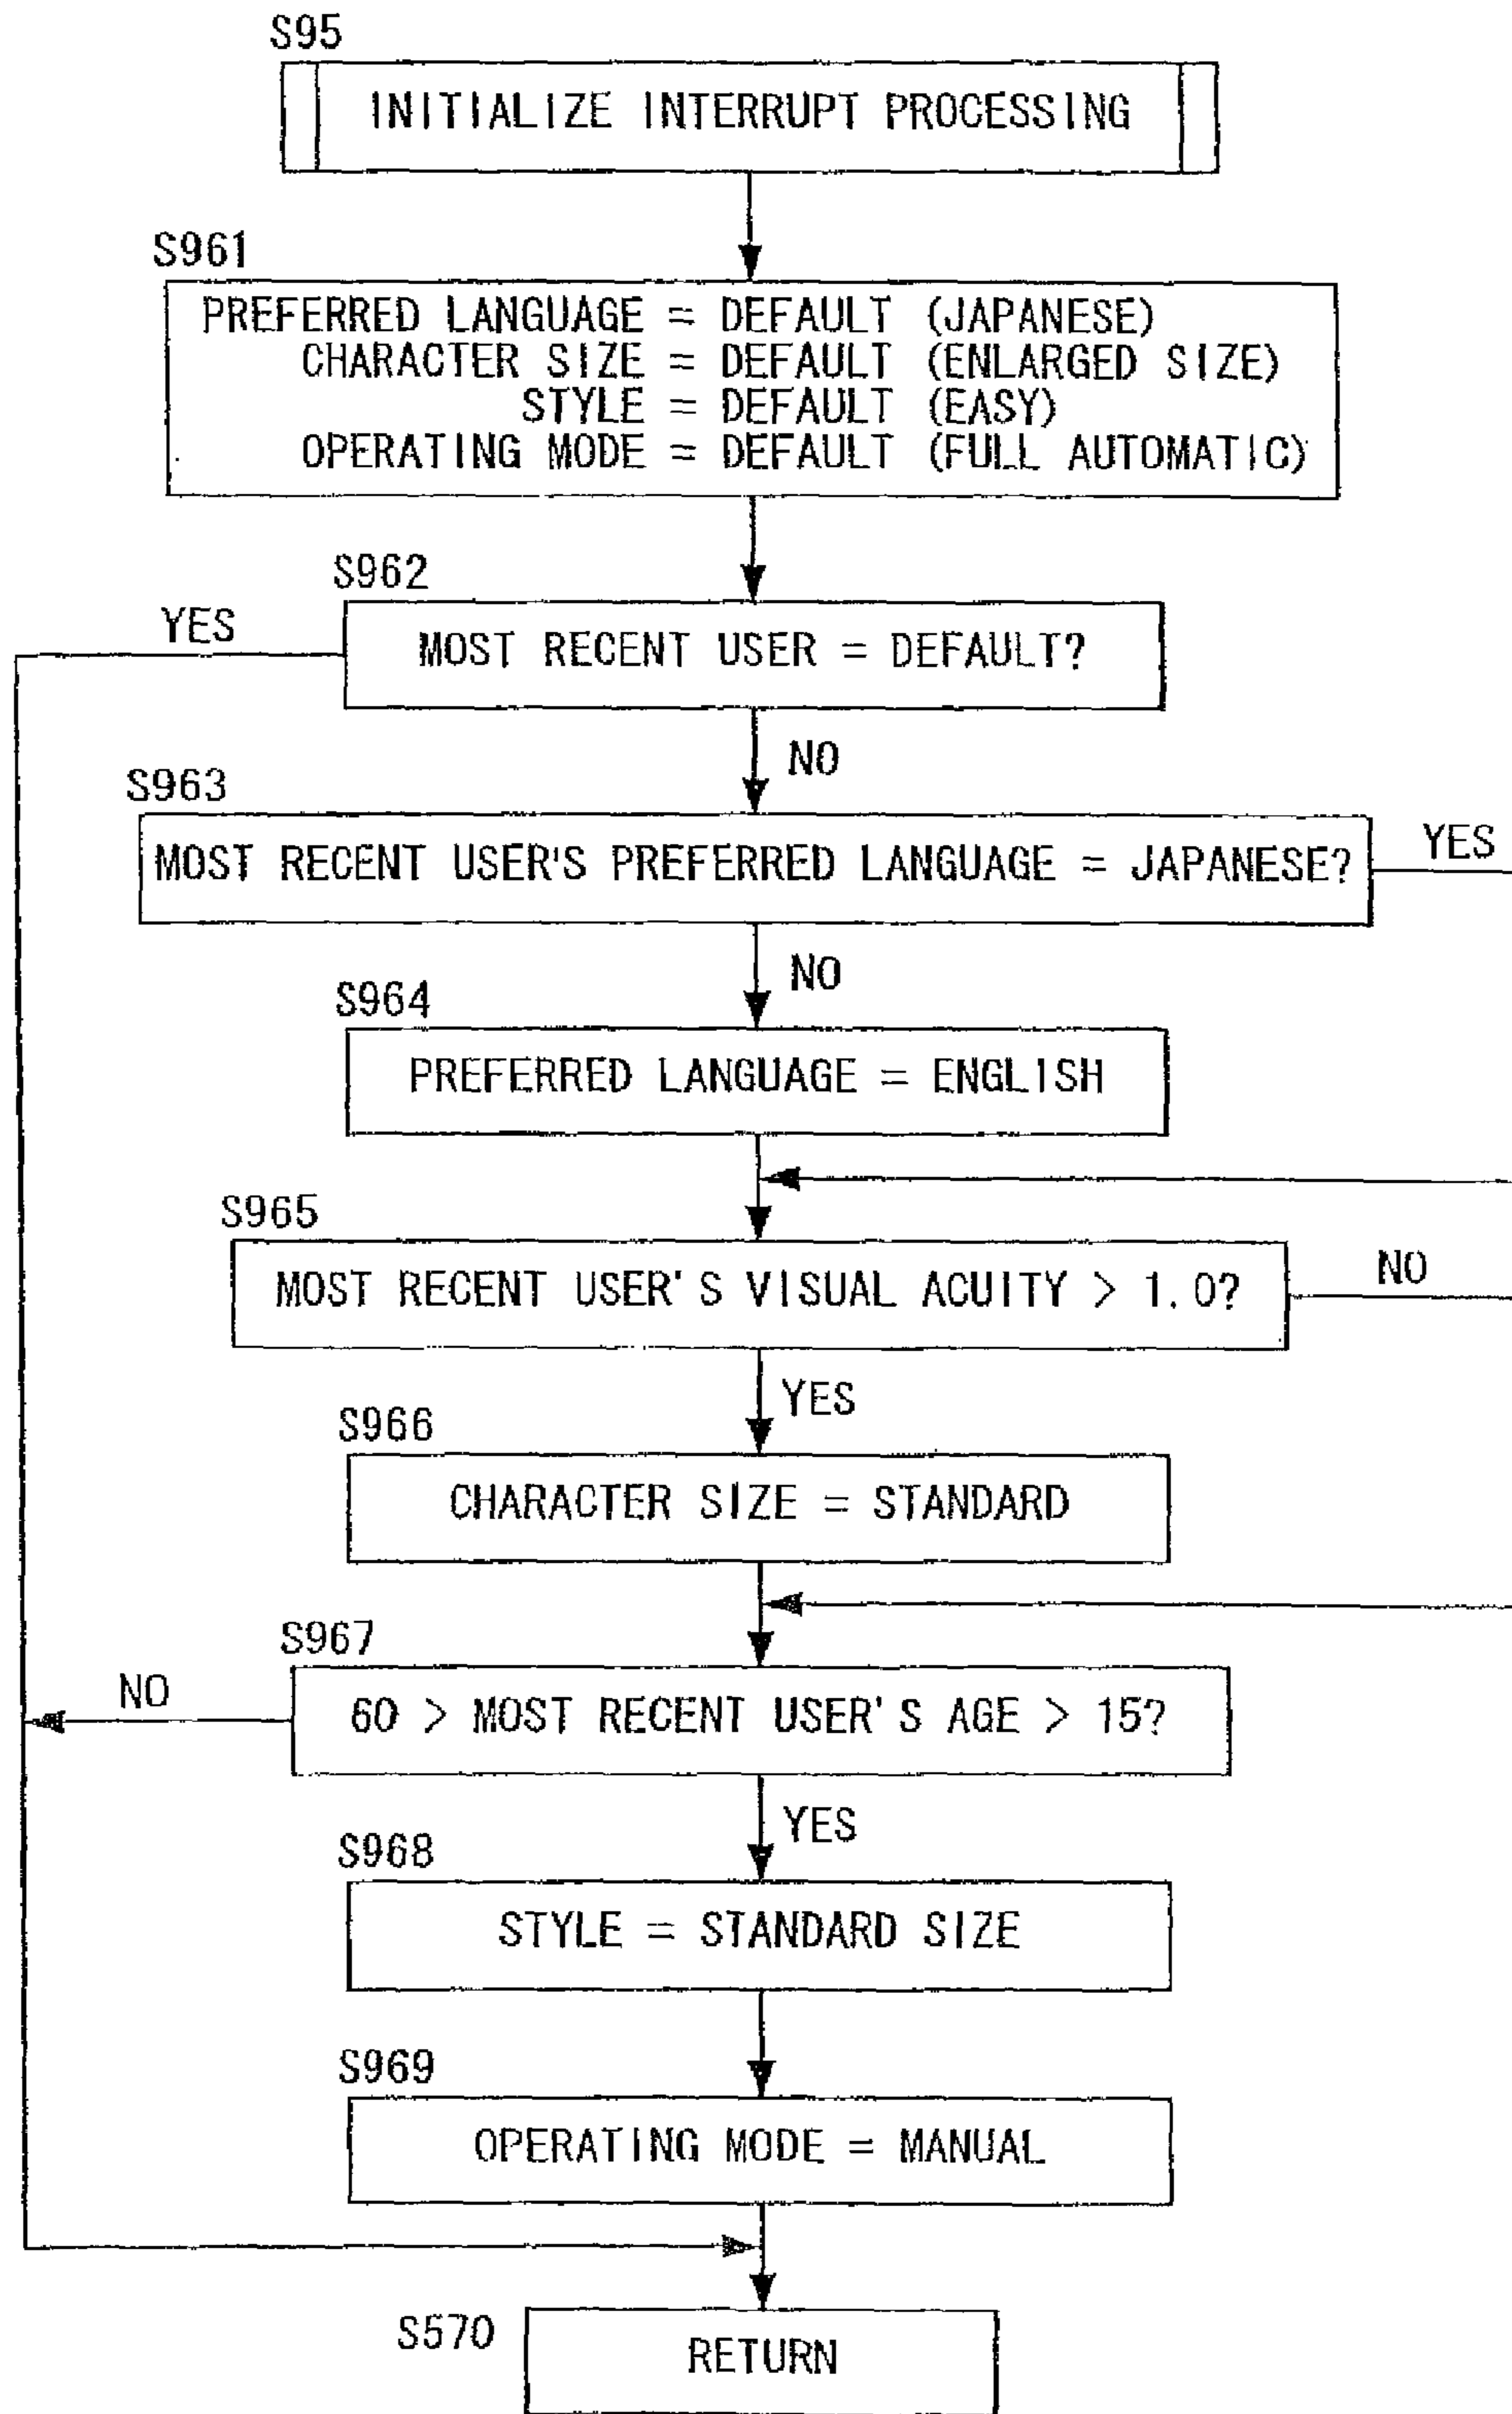 S95
INITIALIZE INTERRUPT PROCESSING
S961
PREFERRED LANGUAGE = DEFAULT (JAPANESE)
CHARACTER SIZE = DEFAULT (ENLARGED SIZE)
STYLE = DEFAULT (EASY)
OPERATING MODE = DEFAULT (FULL AUTOMATIC)
S962
YES
MOST RECENT USER = DEFAULT?
NO
S963
MOST RECENT USER'S PREFERRED LANGUAGE = JAPANESE?
YES
NO
S964
PREFERRED LANGUAGE = ENGLISH
S965
MOST RECENT USER'S VISUAL ACUITY > 1.0?
NO
YES
S966
CHARACTER SIZE = STANDARD
S967
NO
60 > MOST RECENT USER'S AGE > 15?
YES
S968
STYLE = STANDARD SIZE
S969
OPERATING MODE = MANUAL
S570
RETURN